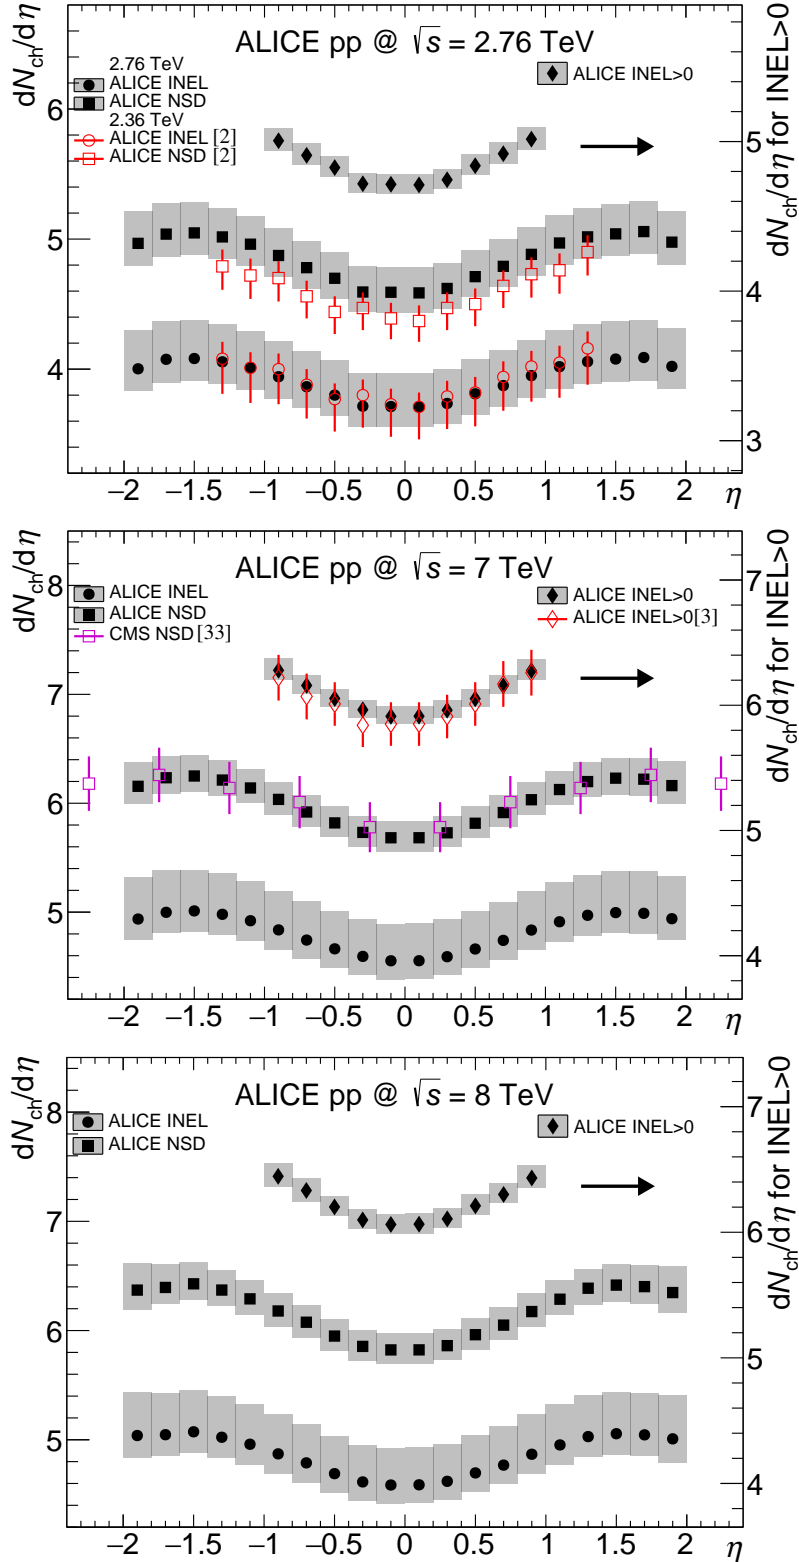 ALICE pp @ √s = 2.76 TeV
dN_ch/dη
dN_ch/dη for INEL>0
2.76 TeV
ALICE INEL
ALICE NSD
2.36 TeV
ALICE INEL [2]
ALICE NSD [2]
ALICE INEL>0
6
5
4
5
4
3
−2 −1.5 −1 −0.5 0 0.5 1 1.5 2 η
ALICE pp @ √s = 7 TeV
dN_ch/dη
dN_ch/dη for INEL>0
ALICE INEL
ALICE NSD
CMS NSD [33]
ALICE INEL>0
ALICE INEL>0[3]
8
7
6
5
7
6
5
4
−2 −1.5 −1 −0.5 0 0.5 1 1.5 2 η
ALICE pp @ √s = 8 TeV
dN_ch/dη
dN_ch/dη for INEL>0
ALICE INEL
ALICE NSD
ALICE INEL>0
8
7
6
5
7
6
5
4
−2 −1.5 −1 −0.5 0 0.5 1 1.5 2 η